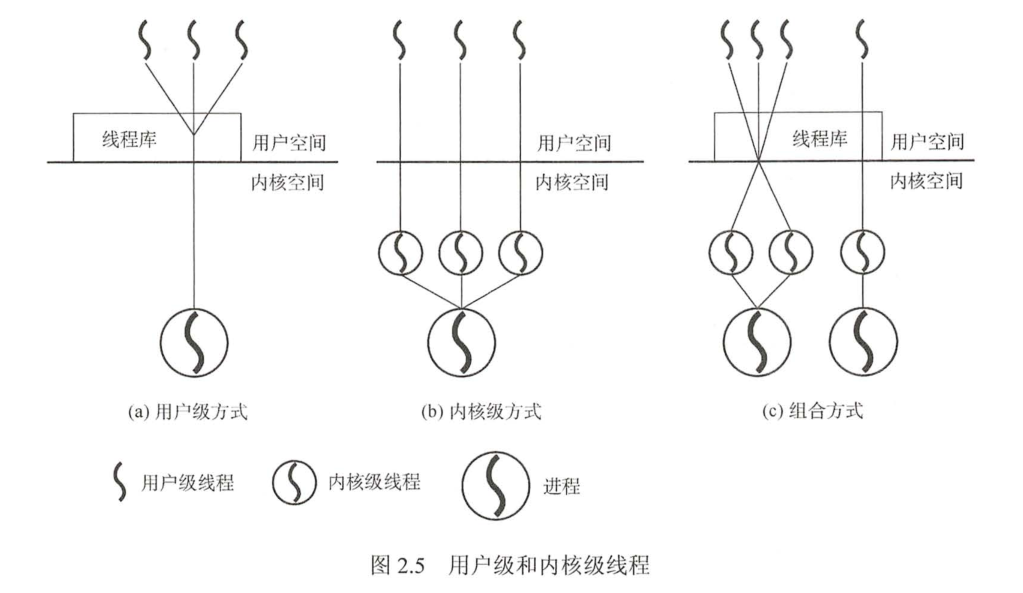 线程库
用户空间
内核空间
用户空间
内核空间
线程库
用户空间
内核空间
(a) 用户级方式
(b) 内核级方式
(c) 组合方式
用户级线程
内核级线程
进程
图 2.5 用户级和内核级线程